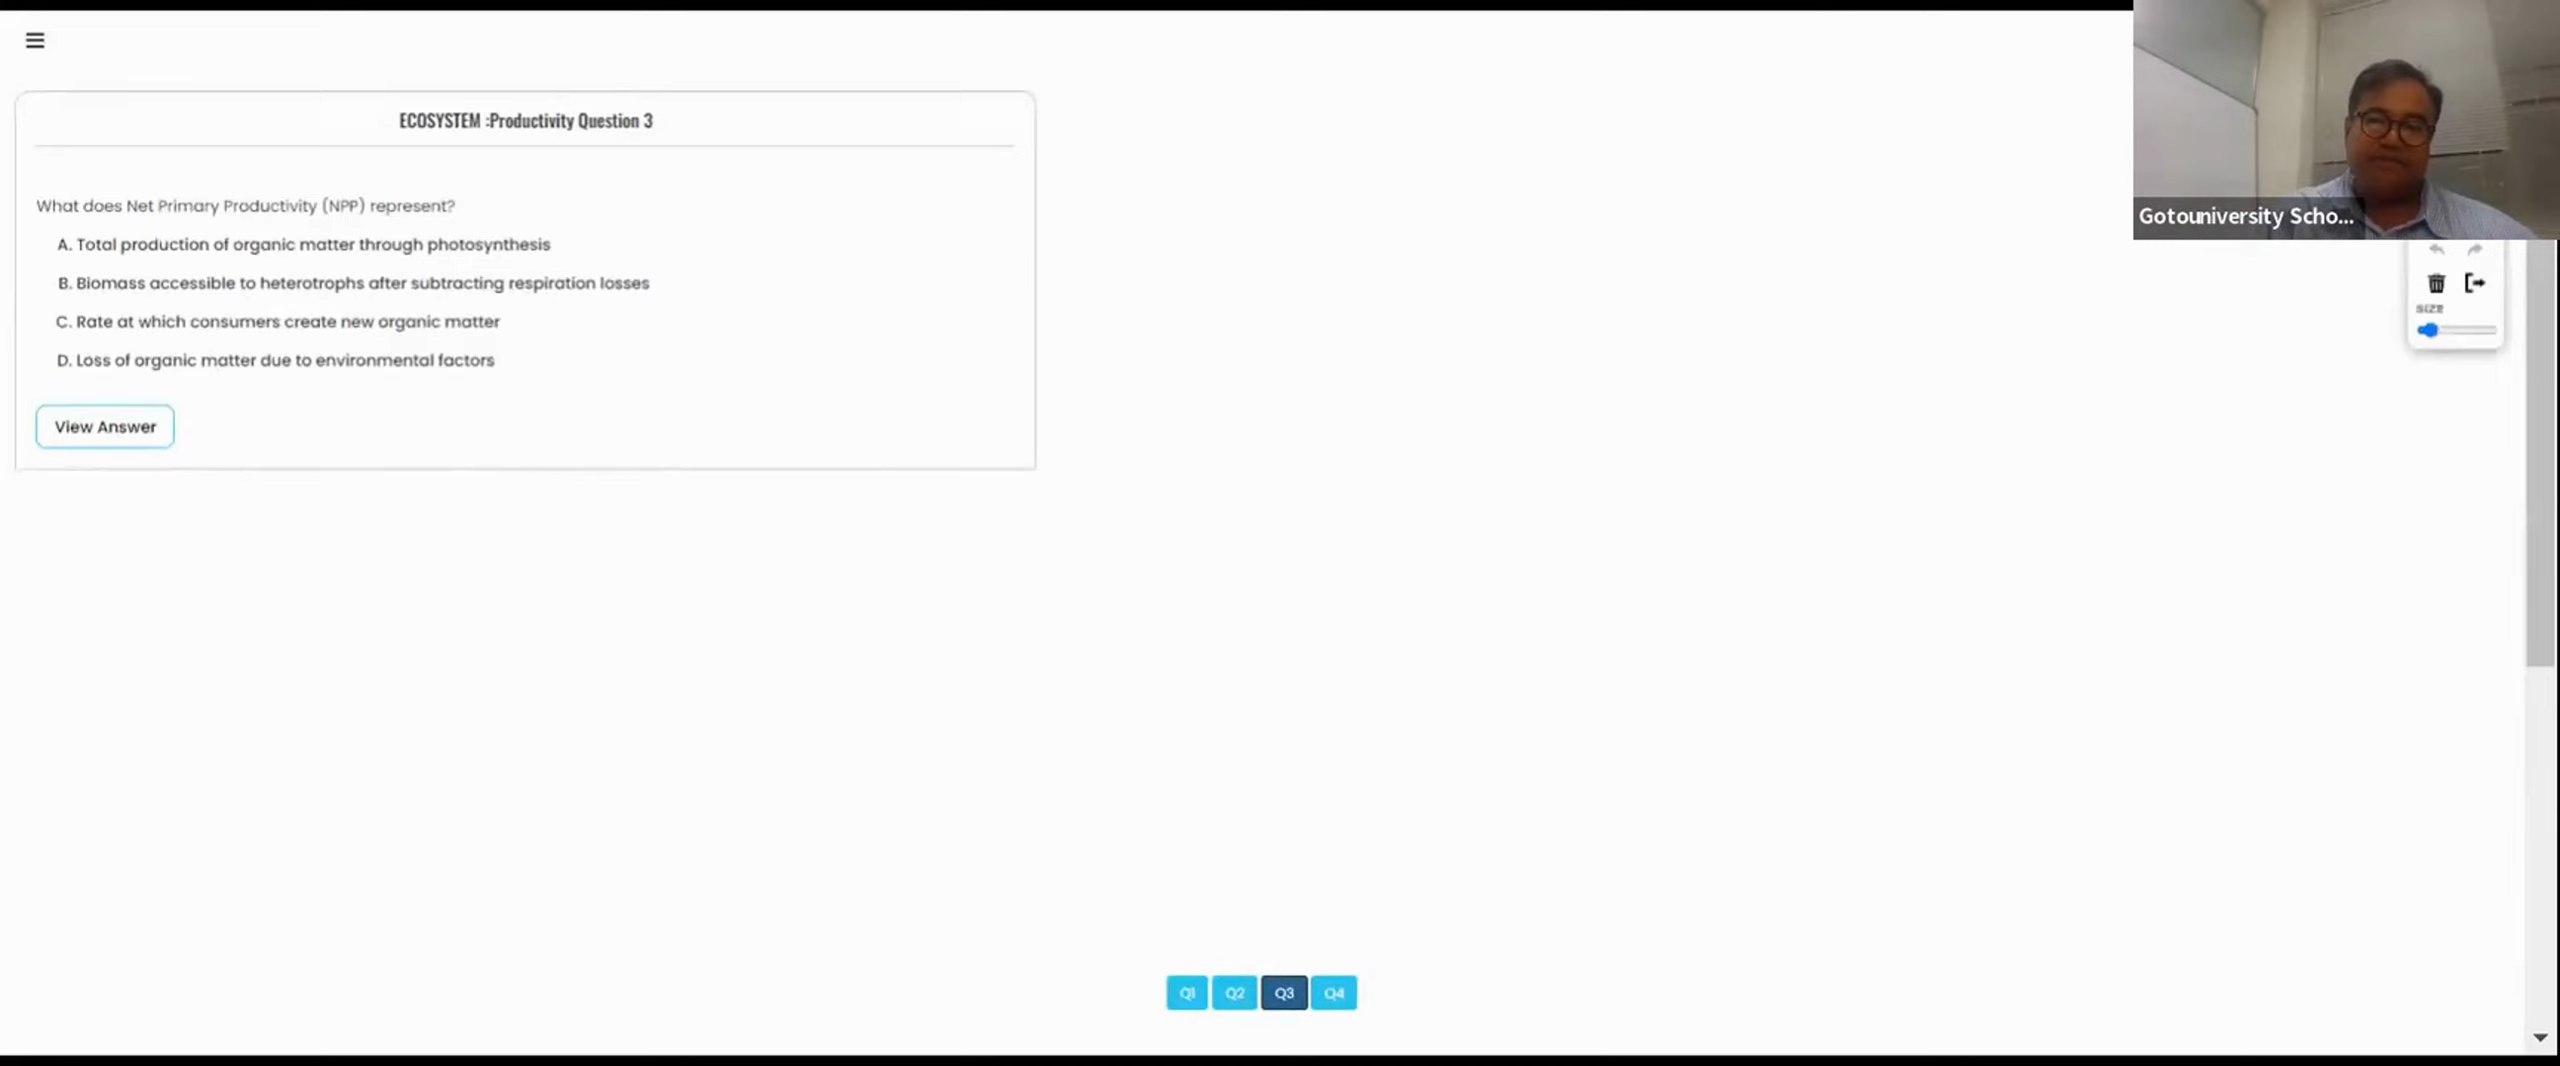 Gotouniversity Scho...
ECOSYSTEM :Productivity Question 3
What does Net Primary Productivity (NPP) represent?
A. Total production of organic matter through photosynthesis
B. Biomass accessible to heterotrophs after subtracting respiration losses
C. Rate at which consumers create new organic matter
D. Loss of organic matter due to environmental factors
View Answer
SIZE
Q1 Q2 Q3 Q4